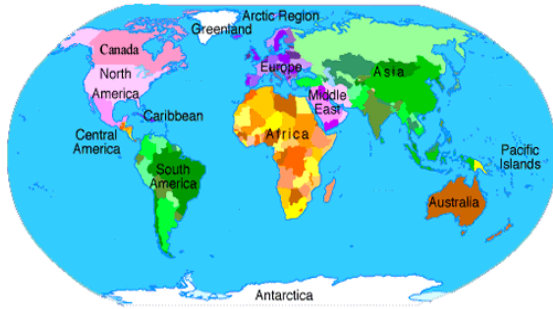 Arctic Region
Greenland
Canada
North
America
Europe
Asia
Middle
East
Caribbean
Central
America
Africa
Pacific
Islands
South
America
Australia
Antarctica